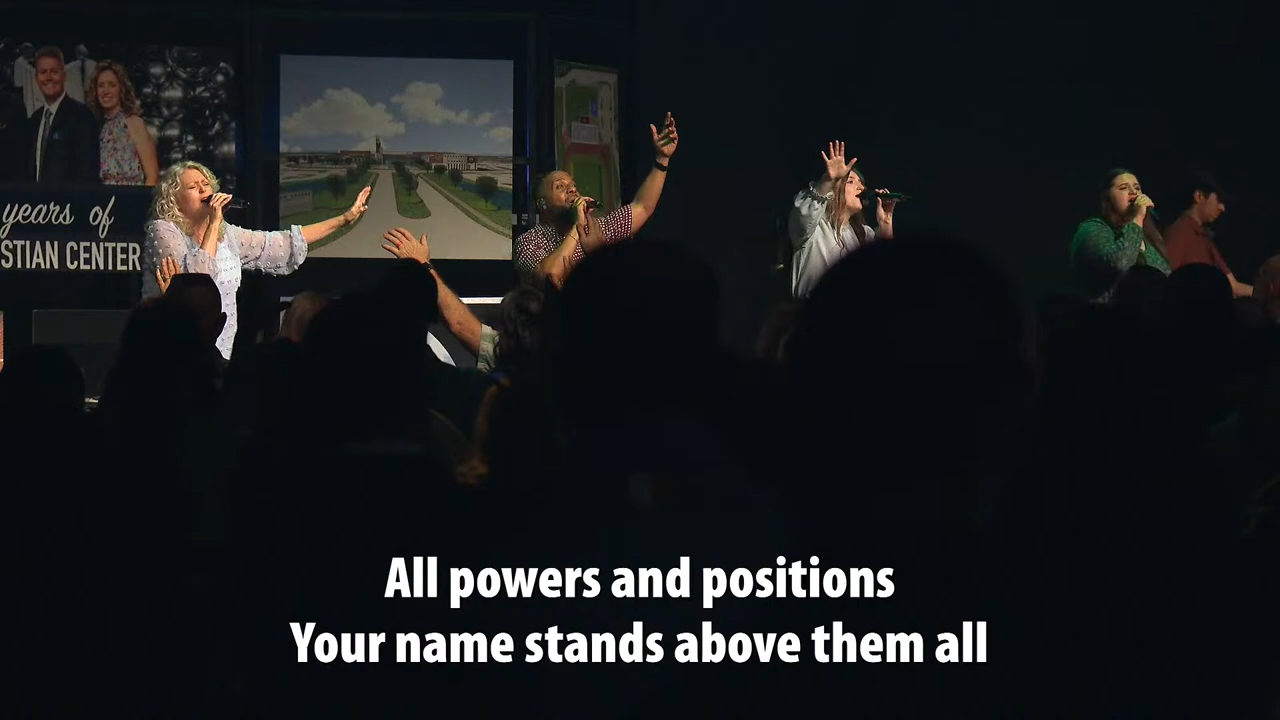 years of
STIAN CENTER
All powers and positions
Your name stands above them all